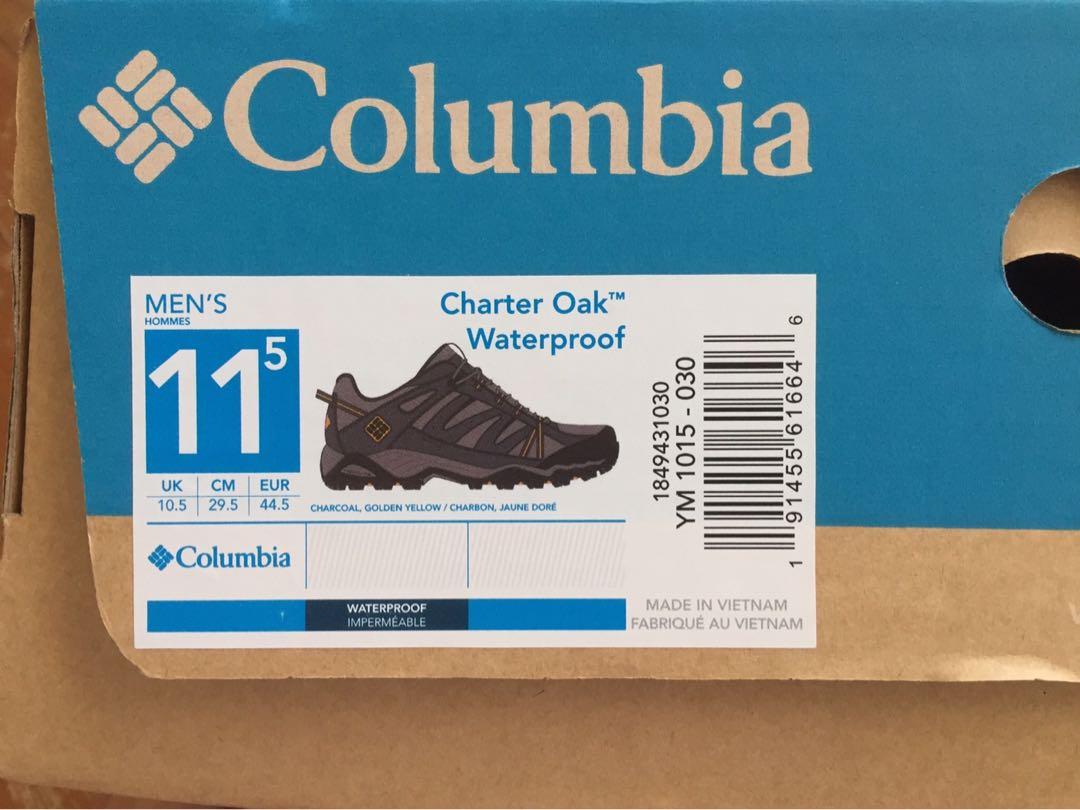 Columbia
MEN'S
HOMMES
11⁵
UK CM EUR
10.5 29.5 44.5
Charter Oak™
Waterproof
CHARCOAL, GOLDEN YELLOW / CHARBON, JAUNE DORÉ
Columbia
WATERPROOF
IMPERMÉABLE
1849431030
YM 1015 - 030
1 91455 61664 6
MADE IN VIETNAM
FABRIQUÉ AU VIETNAM